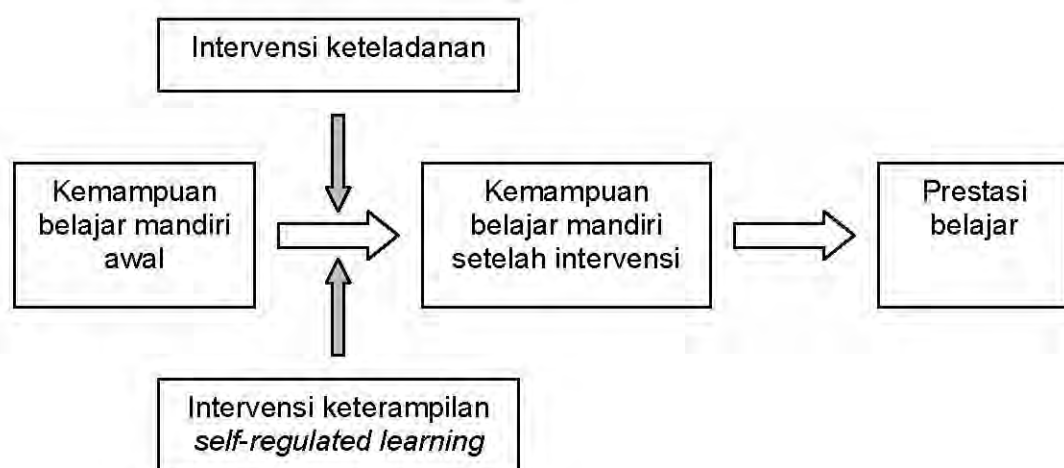 Intervensi keteladanan
Kemampuan
belajar mandiri
awal
Kemampuan
belajar mandiri
setelah intervensi
Prestasi
belajar
Intervensi keterampilan
self-regulated learning